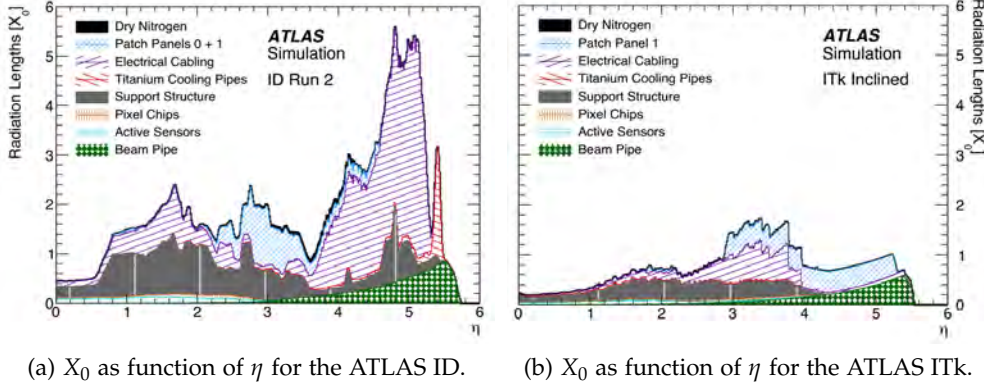 Radiation Lengths [X₀]
6
5
4
3
2
1
0
Dry Nitrogen
Patch Panels 0 + 1
Electrical Cabling
Titanium Cooling Pipes
Support Structure
Pixel Chips
Active Sensors
Beam Pipe
ATLAS
Simulation
ID Run 2
0 1 2 3 4 5 6
η
(a) X₀ as function of η for the ATLAS ID.
Dry Nitrogen
Patch Panel 1
Electrical Cabling
Titanium Cooling Pipes
Support Structure
Pixel Chips
Active Sensors
Beam Pipe
ATLAS
Simulation
ITk Inclined
6
5
4
3
2
1
0
Radiation Lengths [X₀]
0 1 2 3 4 5 6
η
(b) X₀ as function of η for the ATLAS ITk.